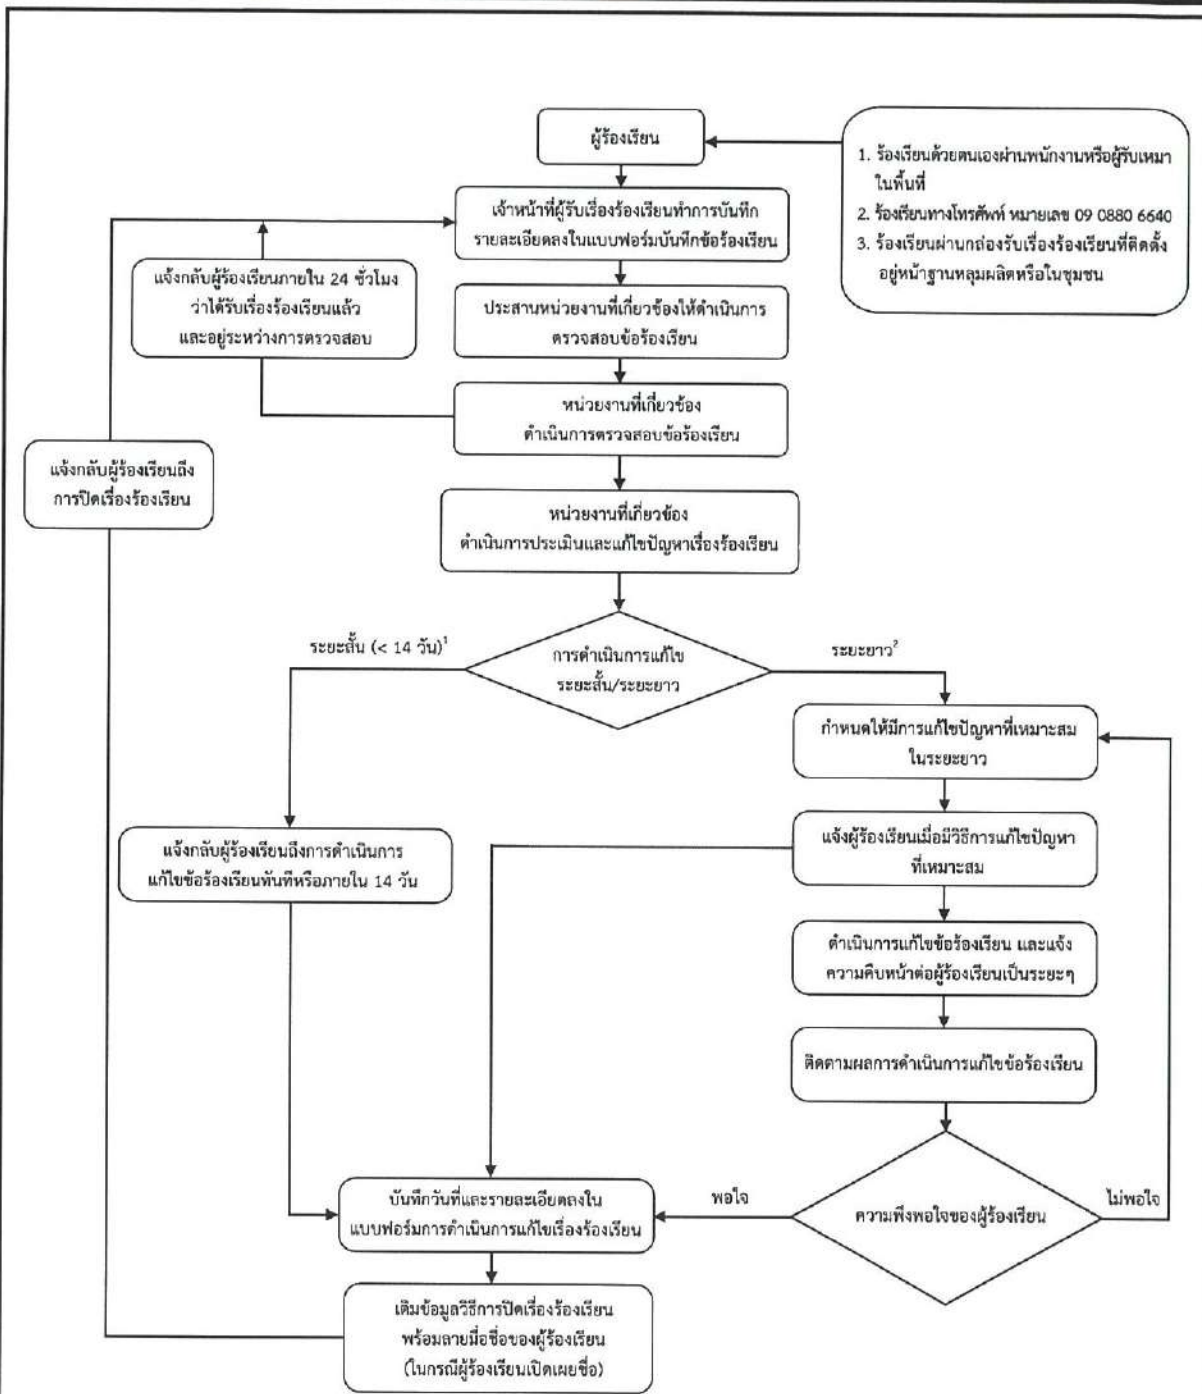 ผู้ร้องเรียน
1. ร้องเรียนด้วยตนเองผ่านพนักงานหรือผู้รับเหมา
ในพื้นที่
2. ร้องเรียนทางโทรศัพท์ หมายเลข 09 0880 6640
3. ร้องเรียนผ่านกล่องรับเรื่องร้องเรียนที่ติดตั้ง
อยู่หน้าฐานหลุมผลิตหรือในชุมชน
เจ้าหน้าที่ผู้รับเรื่องร้องเรียนทำการบันทึก
รายละเอียดลงในแบบฟอร์มบันทึกข้อร้องเรียน
แจ้งกลับผู้ร้องเรียนภายใน 24 ชั่วโมง
ว่าได้รับเรื่องร้องเรียนแล้ว
และอยู่ระหว่างการตรวจสอบ
ประสานหน่วยงานที่เกี่ยวข้องให้ดำเนินการ
ตรวจสอบข้อร้องเรียน
หน่วยงานที่เกี่ยวข้อง
ดำเนินการตรวจสอบข้อร้องเรียน
แจ้งกลับผู้ร้องเรียนถึง
การปิดเรื่องร้องเรียน
หน่วยงานที่เกี่ยวข้อง
ดำเนินการประเมินและแก้ไขปัญหาเรื่องร้องเรียน
ระยะสั้น (< 14 วัน)¹
การดำเนินการแก้ไข
ระยะสั้น/ระยะยาว
ระยะยาว²
กำหนดให้มีการแก้ไขปัญหาที่เหมาะสม
ในระยะยาว
แจ้งกลับผู้ร้องเรียนถึงการดำเนินการ
แก้ไขข้อร้องเรียนทันทีหรือภายใน 14 วัน
แจ้งผู้ร้องเรียนเมื่อมีวิธีการแก้ไขปัญหา
ที่เหมาะสม
ดำเนินการแก้ไขข้อร้องเรียน และแจ้ง
ความคืบหน้าต่อผู้ร้องเรียนเป็นระยะๆ
ติดตามผลการดำเนินการแก้ไขข้อร้องเรียน
บันทึกวันที่และรายละเอียดลงใน
แบบฟอร์มการดำเนินการแก้ไขเรื่องร้องเรียน
พอใจ
ความพึงพอใจของผู้ร้องเรียน
ไม่พอใจ
เติมข้อมูลวิธีการปิดเรื่องร้องเรียน
พร้อมลายมือชื่อของผู้ร้องเรียน
(ในกรณีผู้ร้องเรียนเปิดเผยชื่อ)